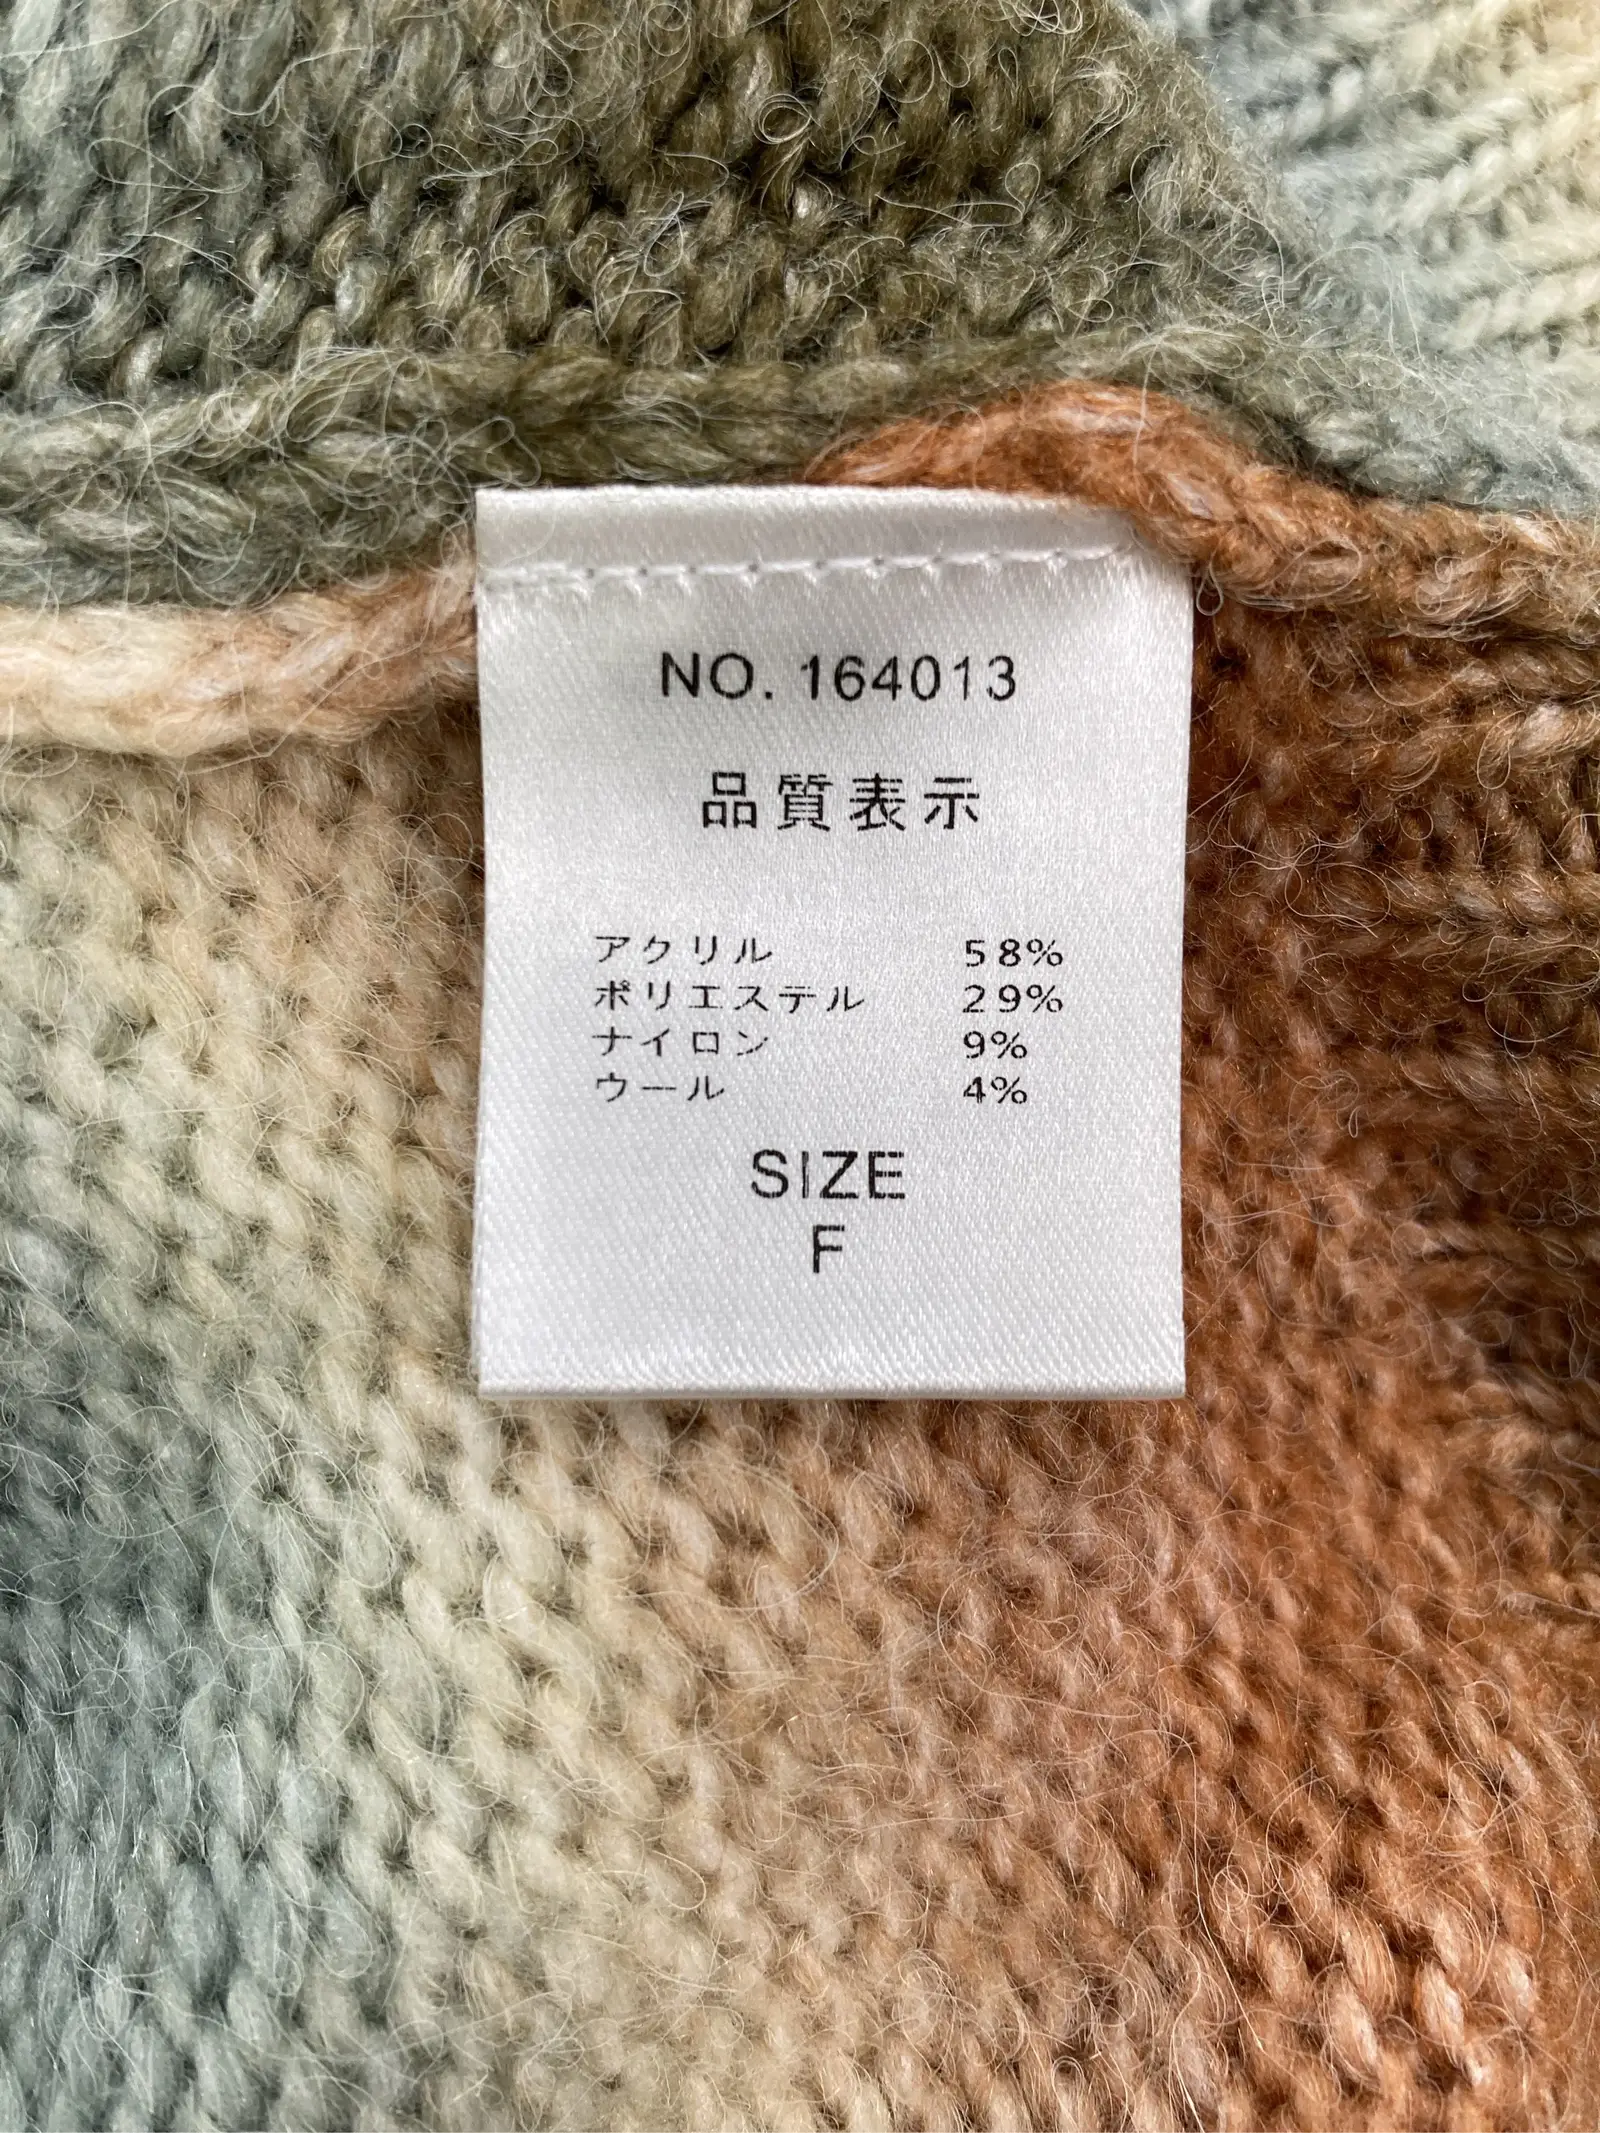 NO. 164013
品質表示
アクリル 58%
ポリエステル 29%
ナイロン 9%
ウール 4%
SIZE
F